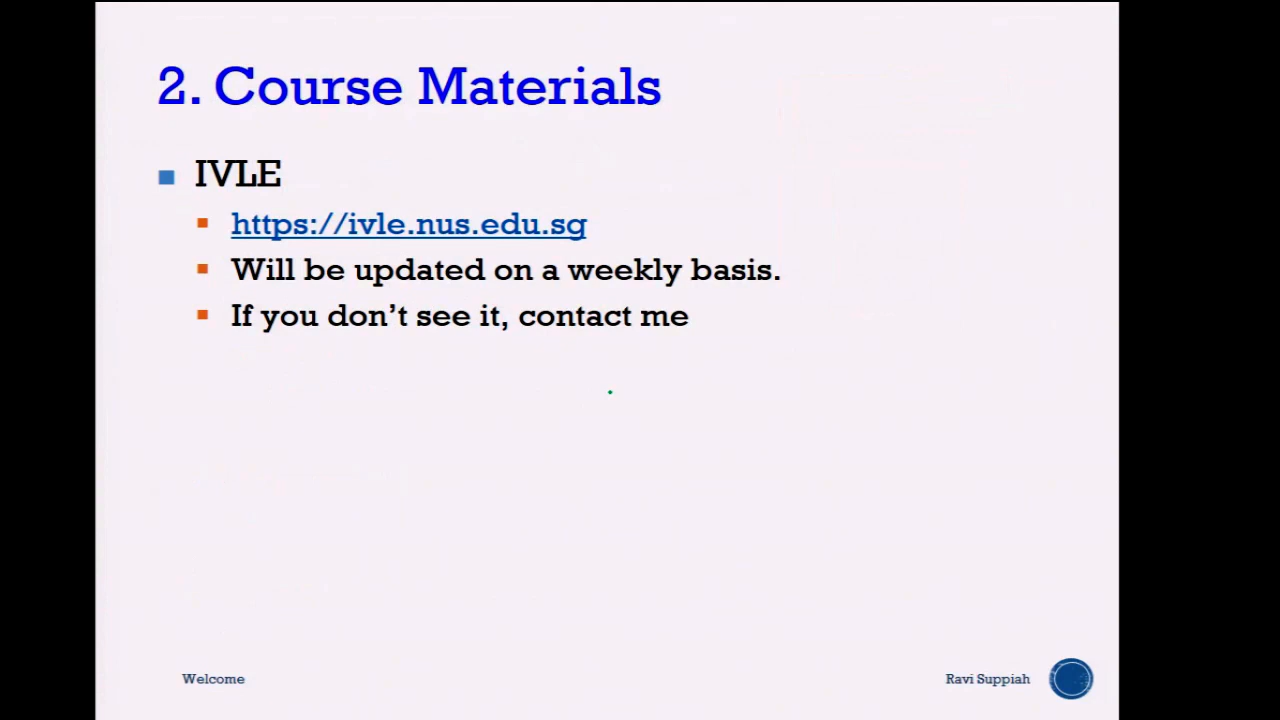 2. Course Materials
IVLE
https://ivle.nus.edu.sg
Will be updated on a weekly basis.
If you don’t see it, contact me
Welcome
Ravi Suppiah